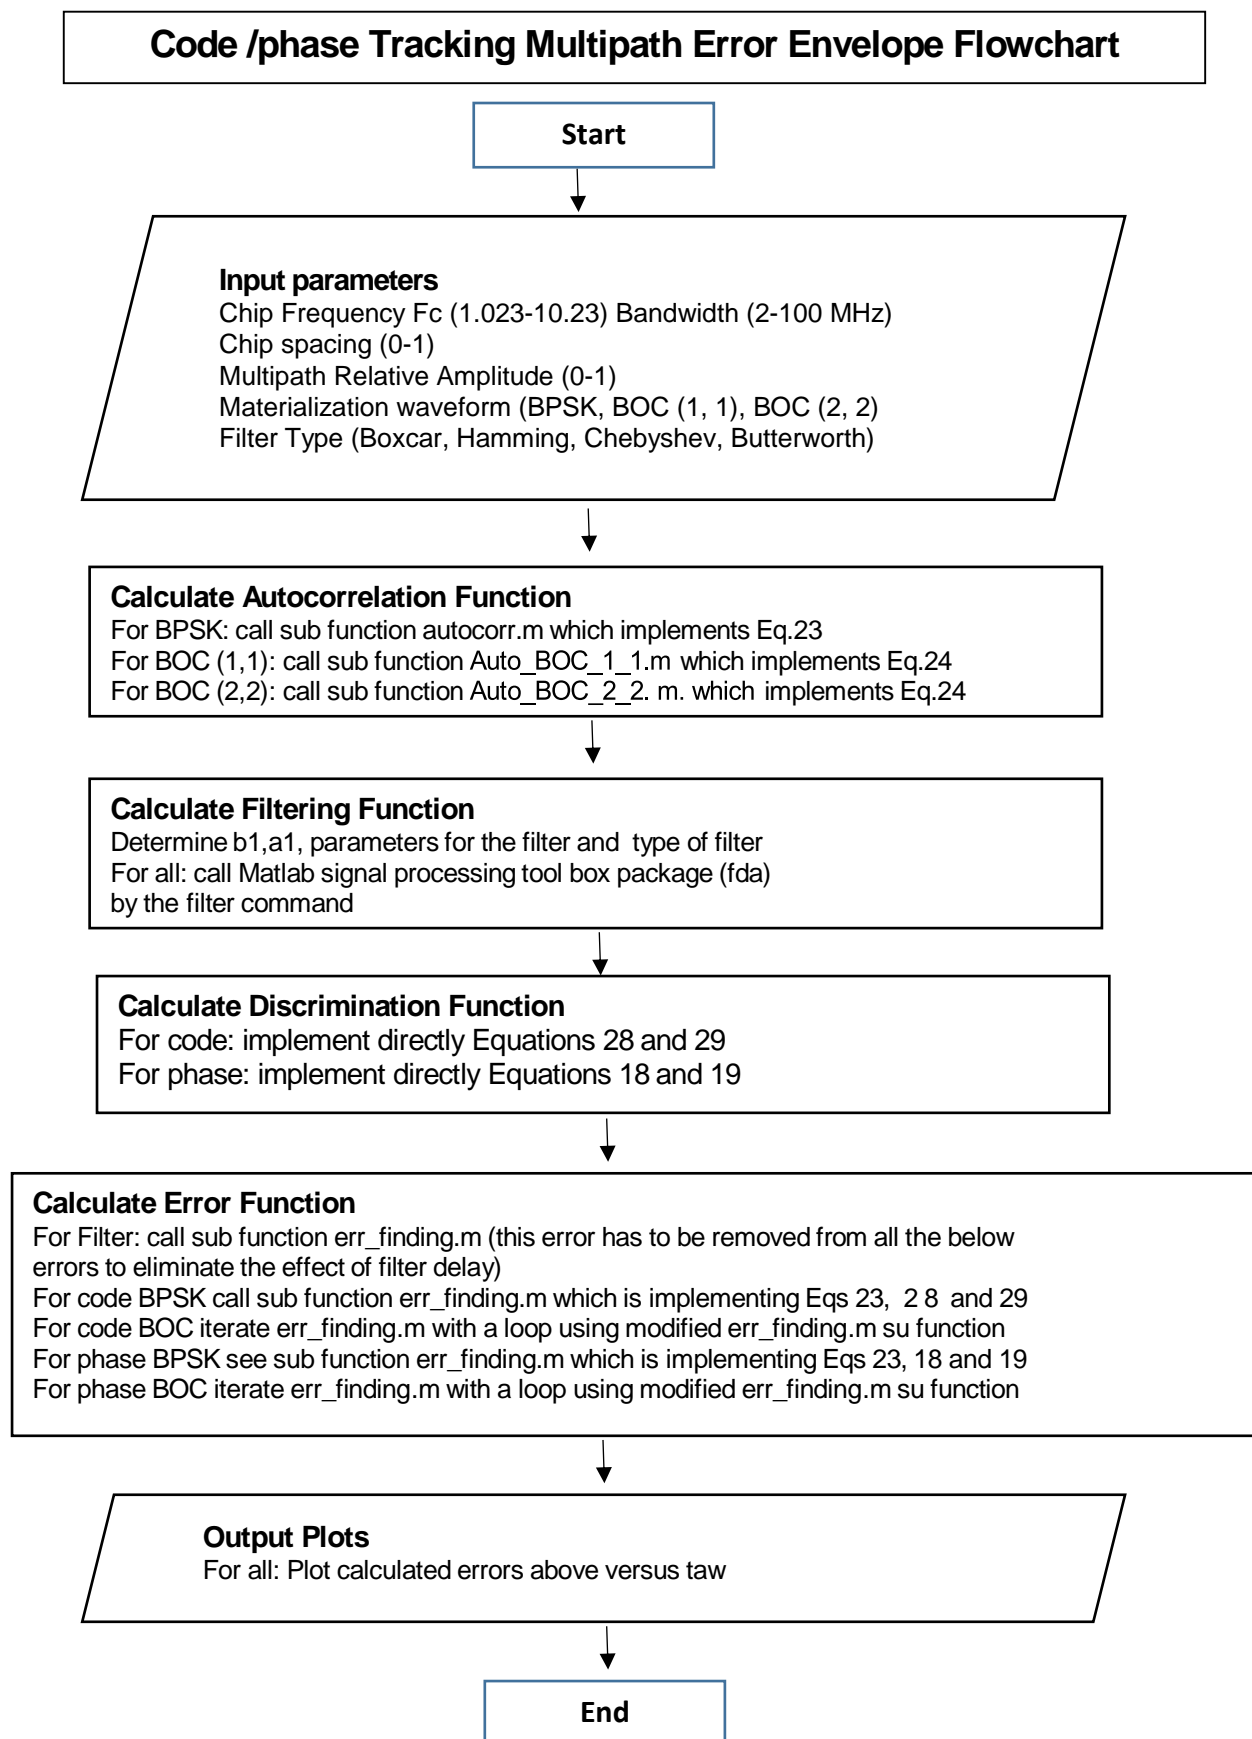 Code /phase Tracking Multipath Error Envelope Flowchart
Start
Input parameters
Chip Frequency Fc (1.023-10.23) Bandwidth (2-100 MHz)
Chip spacing (0-1)
Multipath Relative Amplitude (0-1)
Materialization waveform (BPSK, BOC (1, 1), BOC (2, 2)
Filter Type (Boxcar, Hamming, Chebyshev, Butterworth)
Calculate Autocorrelation Function
For BPSK: call sub function autocorr.m which implements Eq.23
For BOC (1,1): call sub function Auto_BOC_1_1.m which implements Eq.24
For BOC (2,2): call sub function Auto_BOC_2_2. m. which implements Eq.24
Calculate Filtering Function
Determine b1,a1, parameters for the filter and type of filter
For all: call Matlab signal processing tool box package (fda)
by the filter command
Calculate Discrimination Function
For code: implement directly Equations 28 and 29
For phase: implement directly Equations 18 and 19
Calculate Error Function
For Filter: call sub function err_finding.m (this error has to be removed from all the below
errors to eliminate the effect of filter delay)
For code BPSK call sub function err_finding.m which is implementing Eqs 23, 2 8 and 29
For code BOC iterate err_finding.m with a loop using modified err_finding.m su function
For phase BPSK see sub function err_finding.m which is implementing Eqs 23, 18 and 19
For phase BOC iterate err_finding.m with a loop using modified err_finding.m su function
Output Plots
For all: Plot calculated errors above versus taw
End